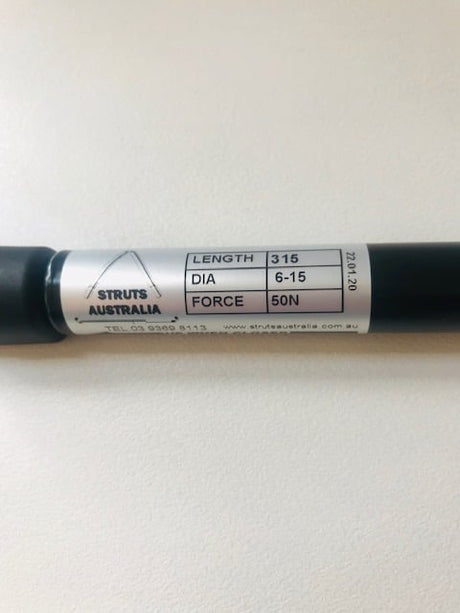 STRUTS
AUSTRALIA
LENGTH 315
DIA 6-15
FORCE 50N
22.01.20
TEL 03 9369 8113 www.strutsaustralia.com.au